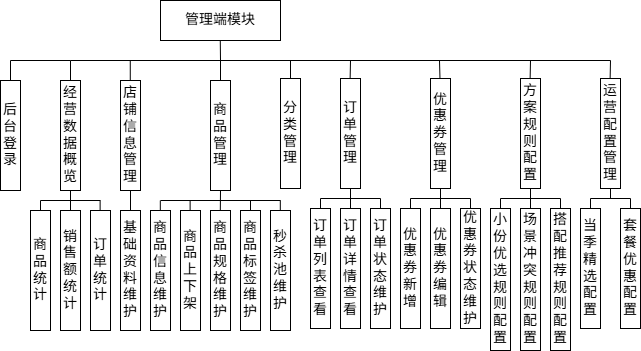 管理端模块
后台登录
经营数据概览
店铺信息管理
商品管理
分类管理
订单管理
优惠券管理
方案规则配置
运营配置管理
商品统计
销售额统计
订单统计
基础资料维护
商品信息维护
商品上下架
商品规格维护
商品标签维护
秒杀池维护
订单列表查看
订单详情查看
订单状态维护
优惠券新增
优惠券编辑
优惠券状态维护
小份优选规则配置
场景冲突规则配置
搭配推荐规则配置
当季精选配置
套餐优惠配置